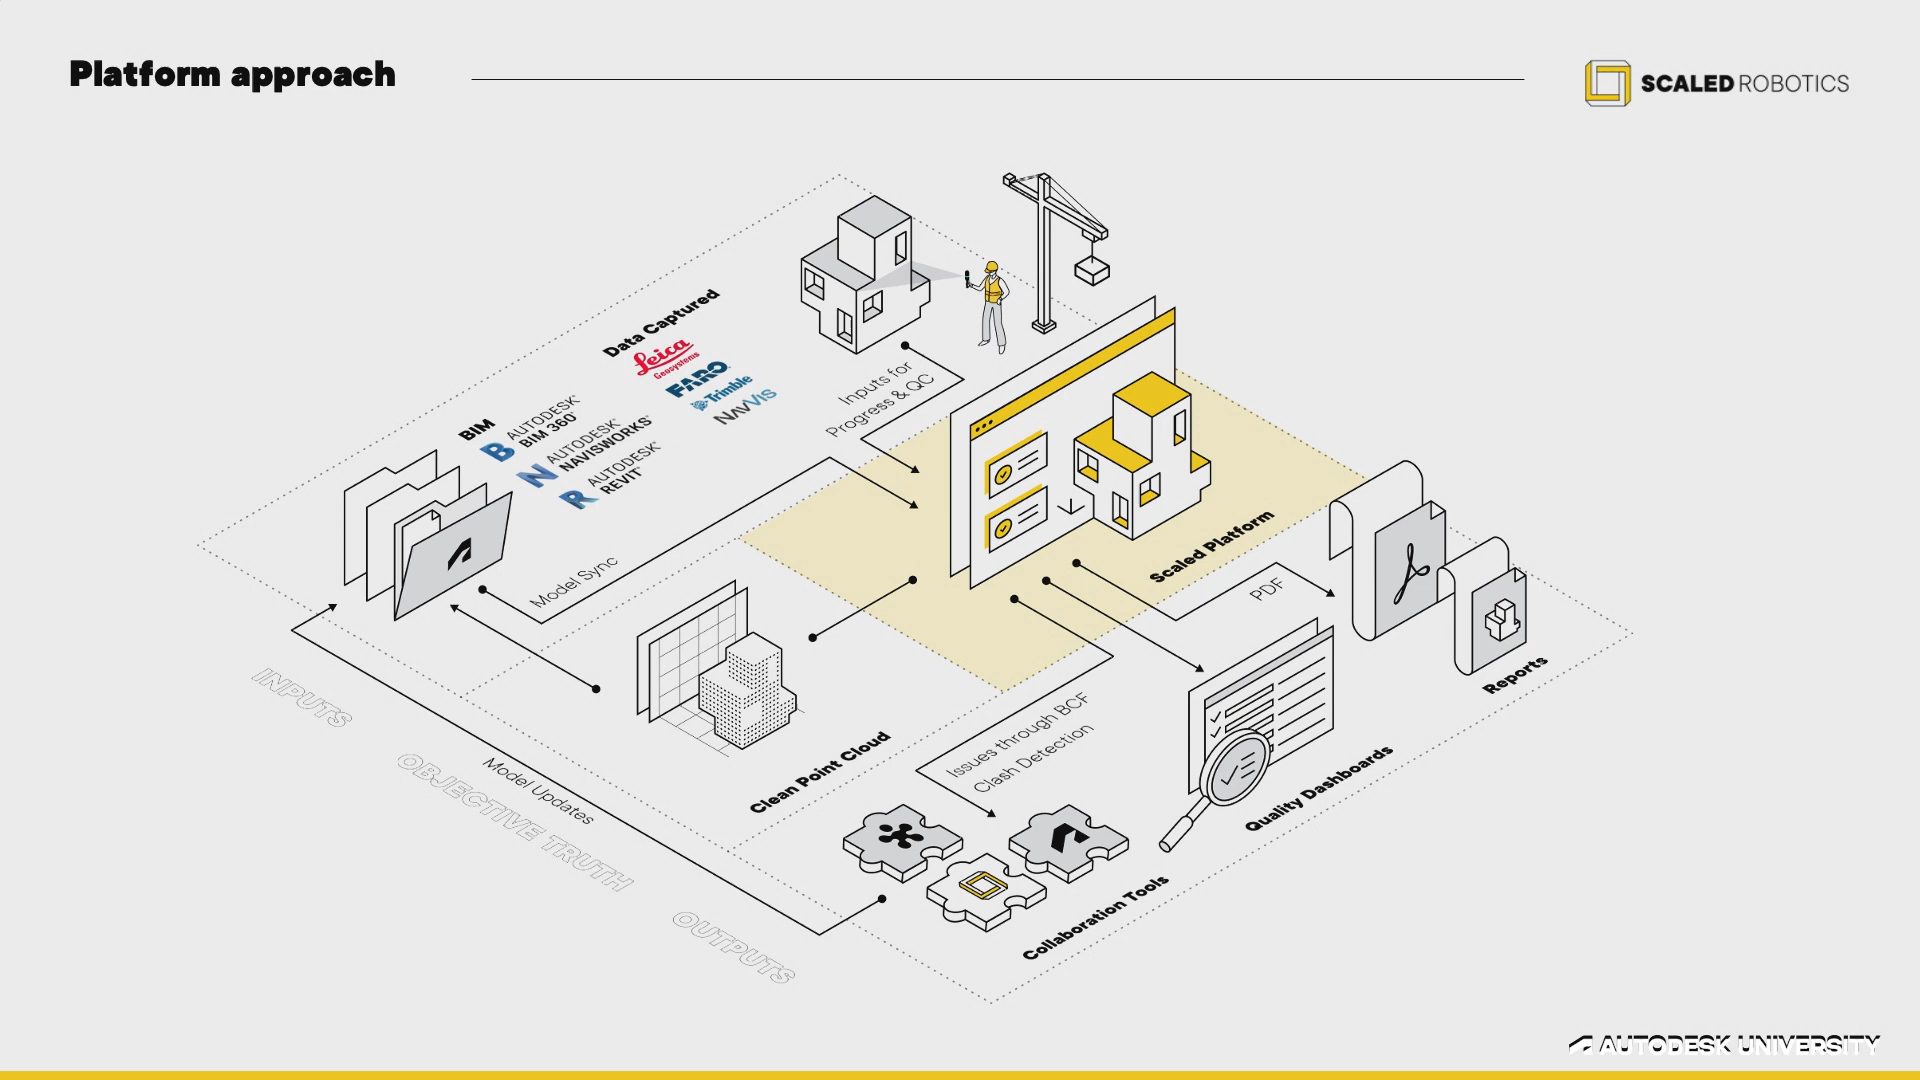 Platform approach
SCALED ROBOTICS
Data Captured
Leica
Geosystems
FARO
Trimble
NAVVIS
BIM
AUTODESK®
BIM 360®
AUTODESK®
NAVISWORKS®
AUTODESK®
REVIT®
Inputs for
Progress & QC
Model Sync
Scaled Platform
PDF
Reports
INPUTS
OBJECTIVE TRUTH
OUTPUTS
Model Updates
Clean Point Cloud
Issues through BCF
Clash Detection
Quality Dashboards
Collaboration Tools
AUTODESK UNIVERSITY